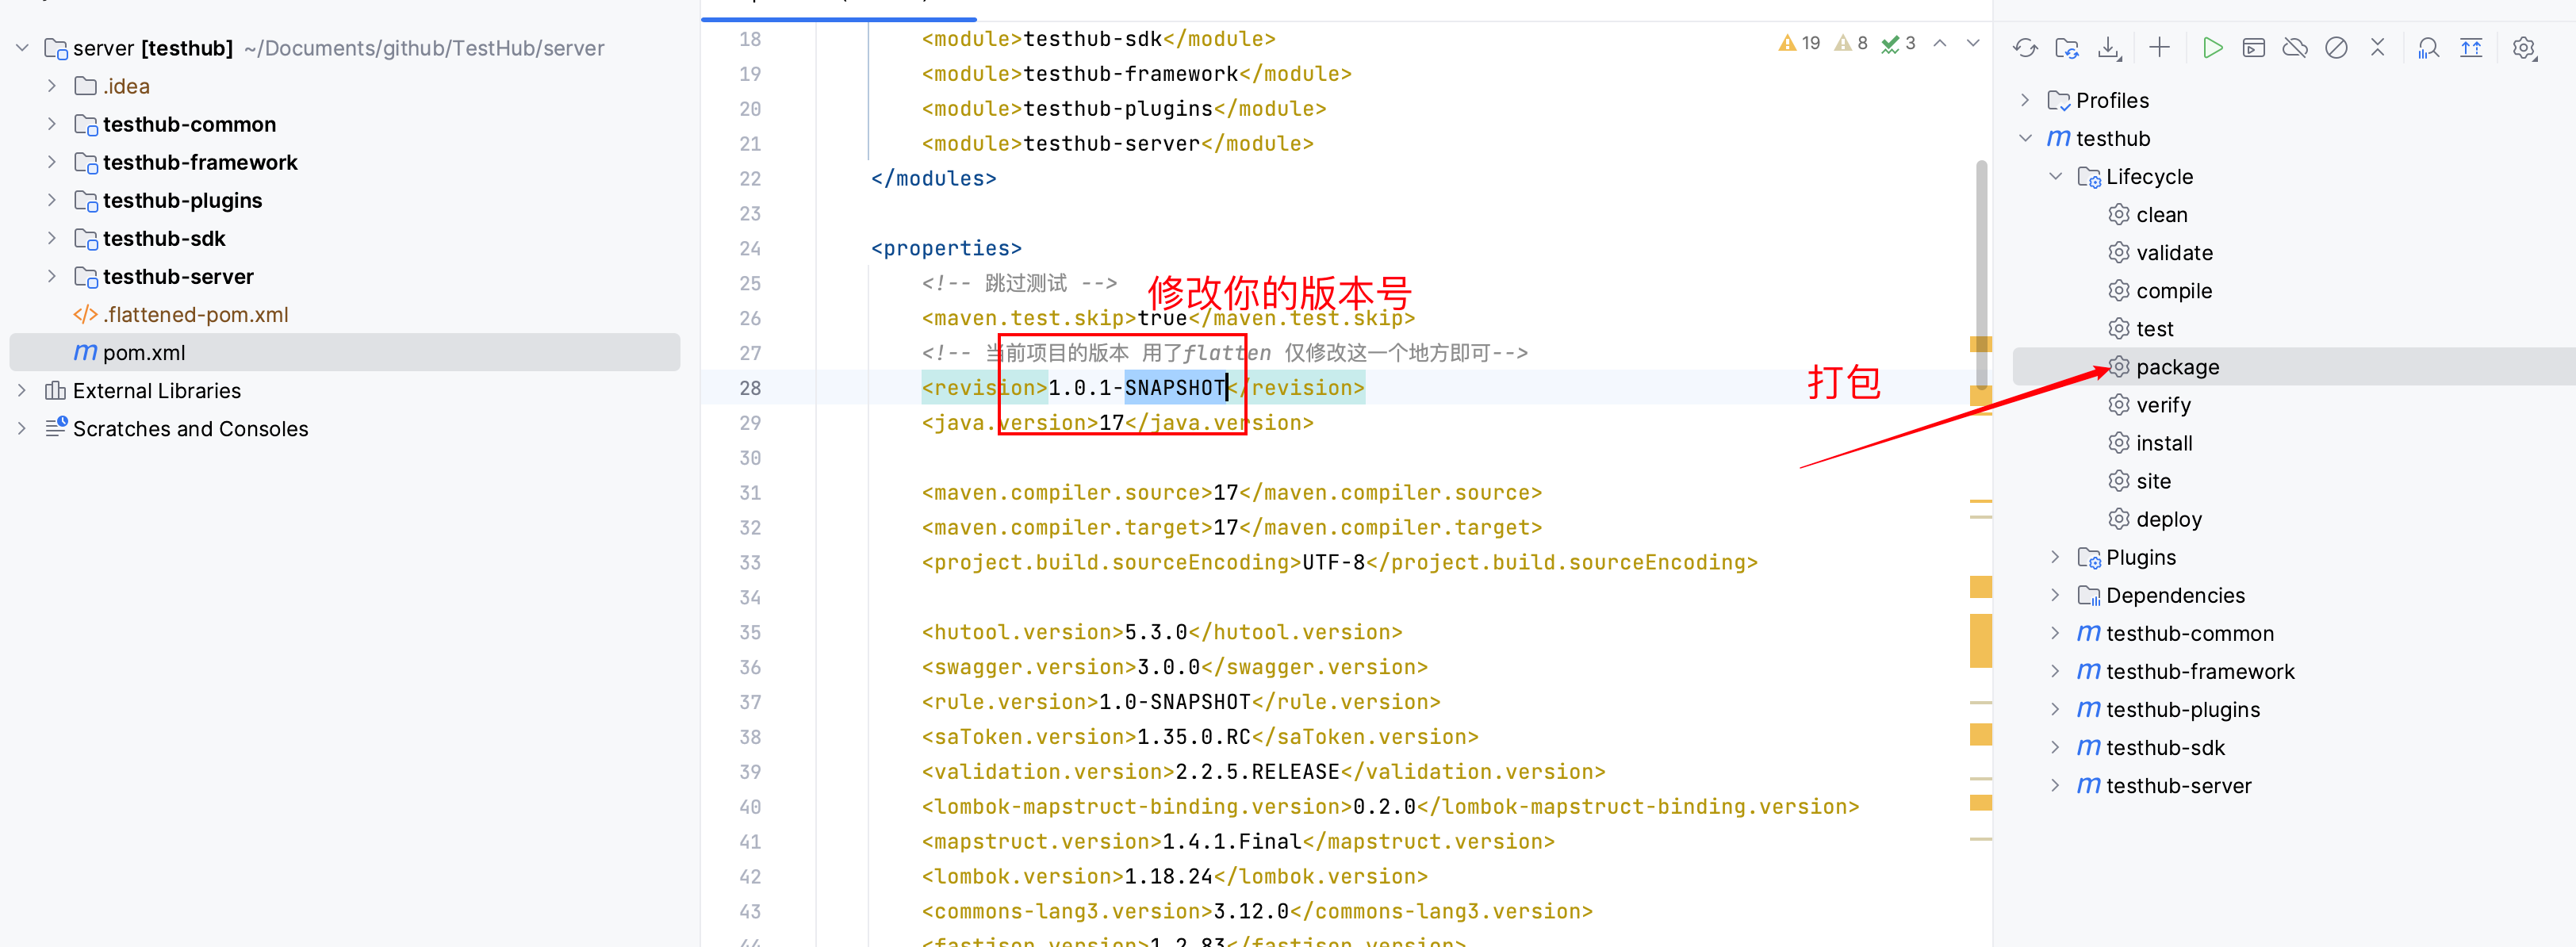 server [testhub] ~/Documents/github/TestHub/server
.idea
testhub-common
testhub-framework
testhub-plugins
testhub-sdk
testhub-server
.flattened-pom.xml
pom.xml
External Libraries
Scratches and Consoles
18 <module>testhub-sdk</module>
19 <module>testhub-framework</module>
20 <module>testhub-plugins</module>
21 <module>testhub-server</module>
22 </modules>
23
24 <properties>
25 <!-- 跳过测试 -->
修改你的版本号
26 <maven.test.skip>true</maven.test.skip>
27 <!-- 当前项目的版本 用了flatten 仅修改这一个地方即可-->
28 <revision>1.0.1-SNAPSHOT</revision>
29 <java.version>17</java.version>
30
31 <maven.compiler.source>17</maven.compiler.source>
32 <maven.compiler.target>17</maven.compiler.target>
33 <project.build.sourceEncoding>UTF-8</project.build.sourceEncoding>
34
35 <hutool.version>5.3.0</hutool.version>
36 <swagger.version>3.0.0</swagger.version>
37 <rule.version>1.0-SNAPSHOT</rule.version>
38 <saToken.version>1.35.0.RC</saToken.version>
39 <validation.version>2.2.5.RELEASE</validation.version>
40 <lombok-mapstruct-binding.version>0.2.0</lombok-mapstruct-binding.version>
41 <mapstruct.version>1.4.1.Final</mapstruct.version>
42 <lombok.version>1.18.24</lombok.version>
43 <commons-lang3.version>3.12.0</commons-lang3.version>
44 <fastjson.version>1.2.83</fastjson.version>
19 8 3
打包
Profiles
m testhub
Lifecycle
clean
validate
compile
test
package
verify
install
site
deploy
Plugins
Dependencies
m testhub-common
m testhub-framework
m testhub-plugins
m testhub-sdk
m testhub-server